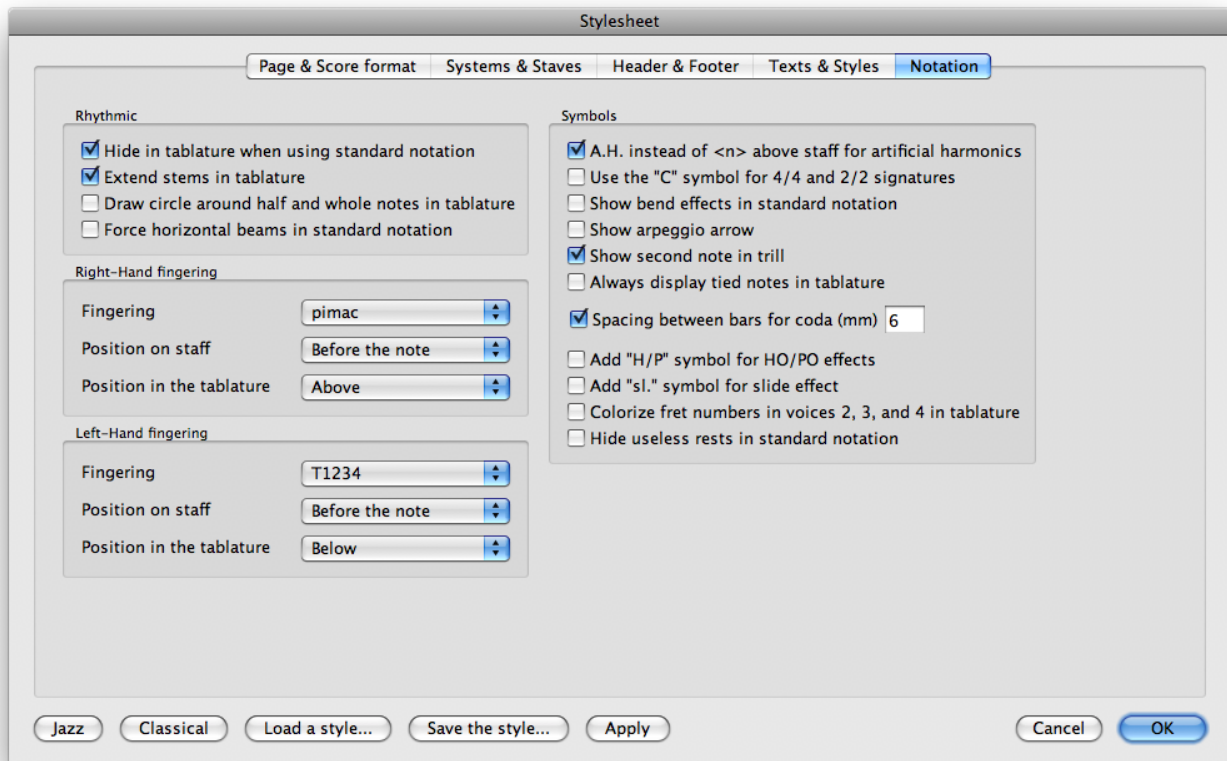 Stylesheet
Page & Score format Systems & Staves Header & Footer Texts & Styles Notation
Rhythmic
Hide in tablature when using standard notation
Extend stems in tablature
Draw circle around half and whole notes in tablature
Force horizontal beams in standard notation
Right-Hand fingering
Fingering pimac
Position on staff Before the note
Position in the tablature Above
Left-Hand fingering
Fingering T1234
Position on staff Before the note
Position in the tablature Below
Symbols
A.H. instead of <n> above staff for artificial harmonics
Use the "C" symbol for 4/4 and 2/2 signatures
Show bend effects in standard notation
Show arpeggio arrow
Show second note in trill
Always display tied notes in tablature
Spacing between bars for coda (mm) 6
Add "H/P" symbol for HO/PO effects
Add "sl." symbol for slide effect
Colorize fret numbers in voices 2, 3, and 4 in tablature
Hide useless rests in standard notation
Jazz Classical Load a style... Save the style... Apply Cancel OK